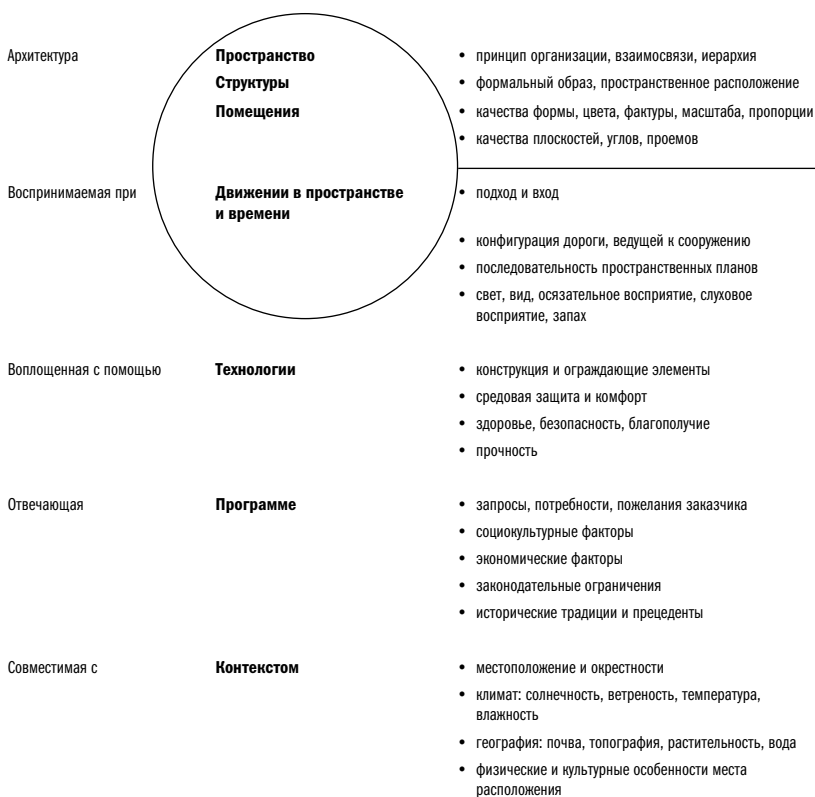 Архитектура
Пространство
• принцип организации, взаимосвязи, иерархия
Структуры
• формальный образ, пространственное расположение
Помещения
• качества формы, цвета, фактуры, масштаба, пропорции
• качества плоскостей, углов, проемов
Воспринимаемая при
Движении в пространстве
и времени
• подход и вход
• конфигурация дороги, ведущей к сооружению
• последовательность пространственных планов
• свет, вид, осязательное восприятие, слуховое
восприятие, запах
Воплощенная с помощью
Технологии
• конструкция и ограждающие элементы
• средовая защита и комфорт
• здоровье, безопасность, благополучие
• прочность
Отвечающая
Программе
• запросы, потребности, пожелания заказчика
• социокультурные факторы
• экономические факторы
• законодательные ограничения
• исторические традиции и прецеденты
Совместимая с
Контекстом
• местоположение и окрестности
• климат: солнечность, ветреность, температура,
влажность
• география: почва, топография, растительность, вода
• физические и культурные особенности места
расположения